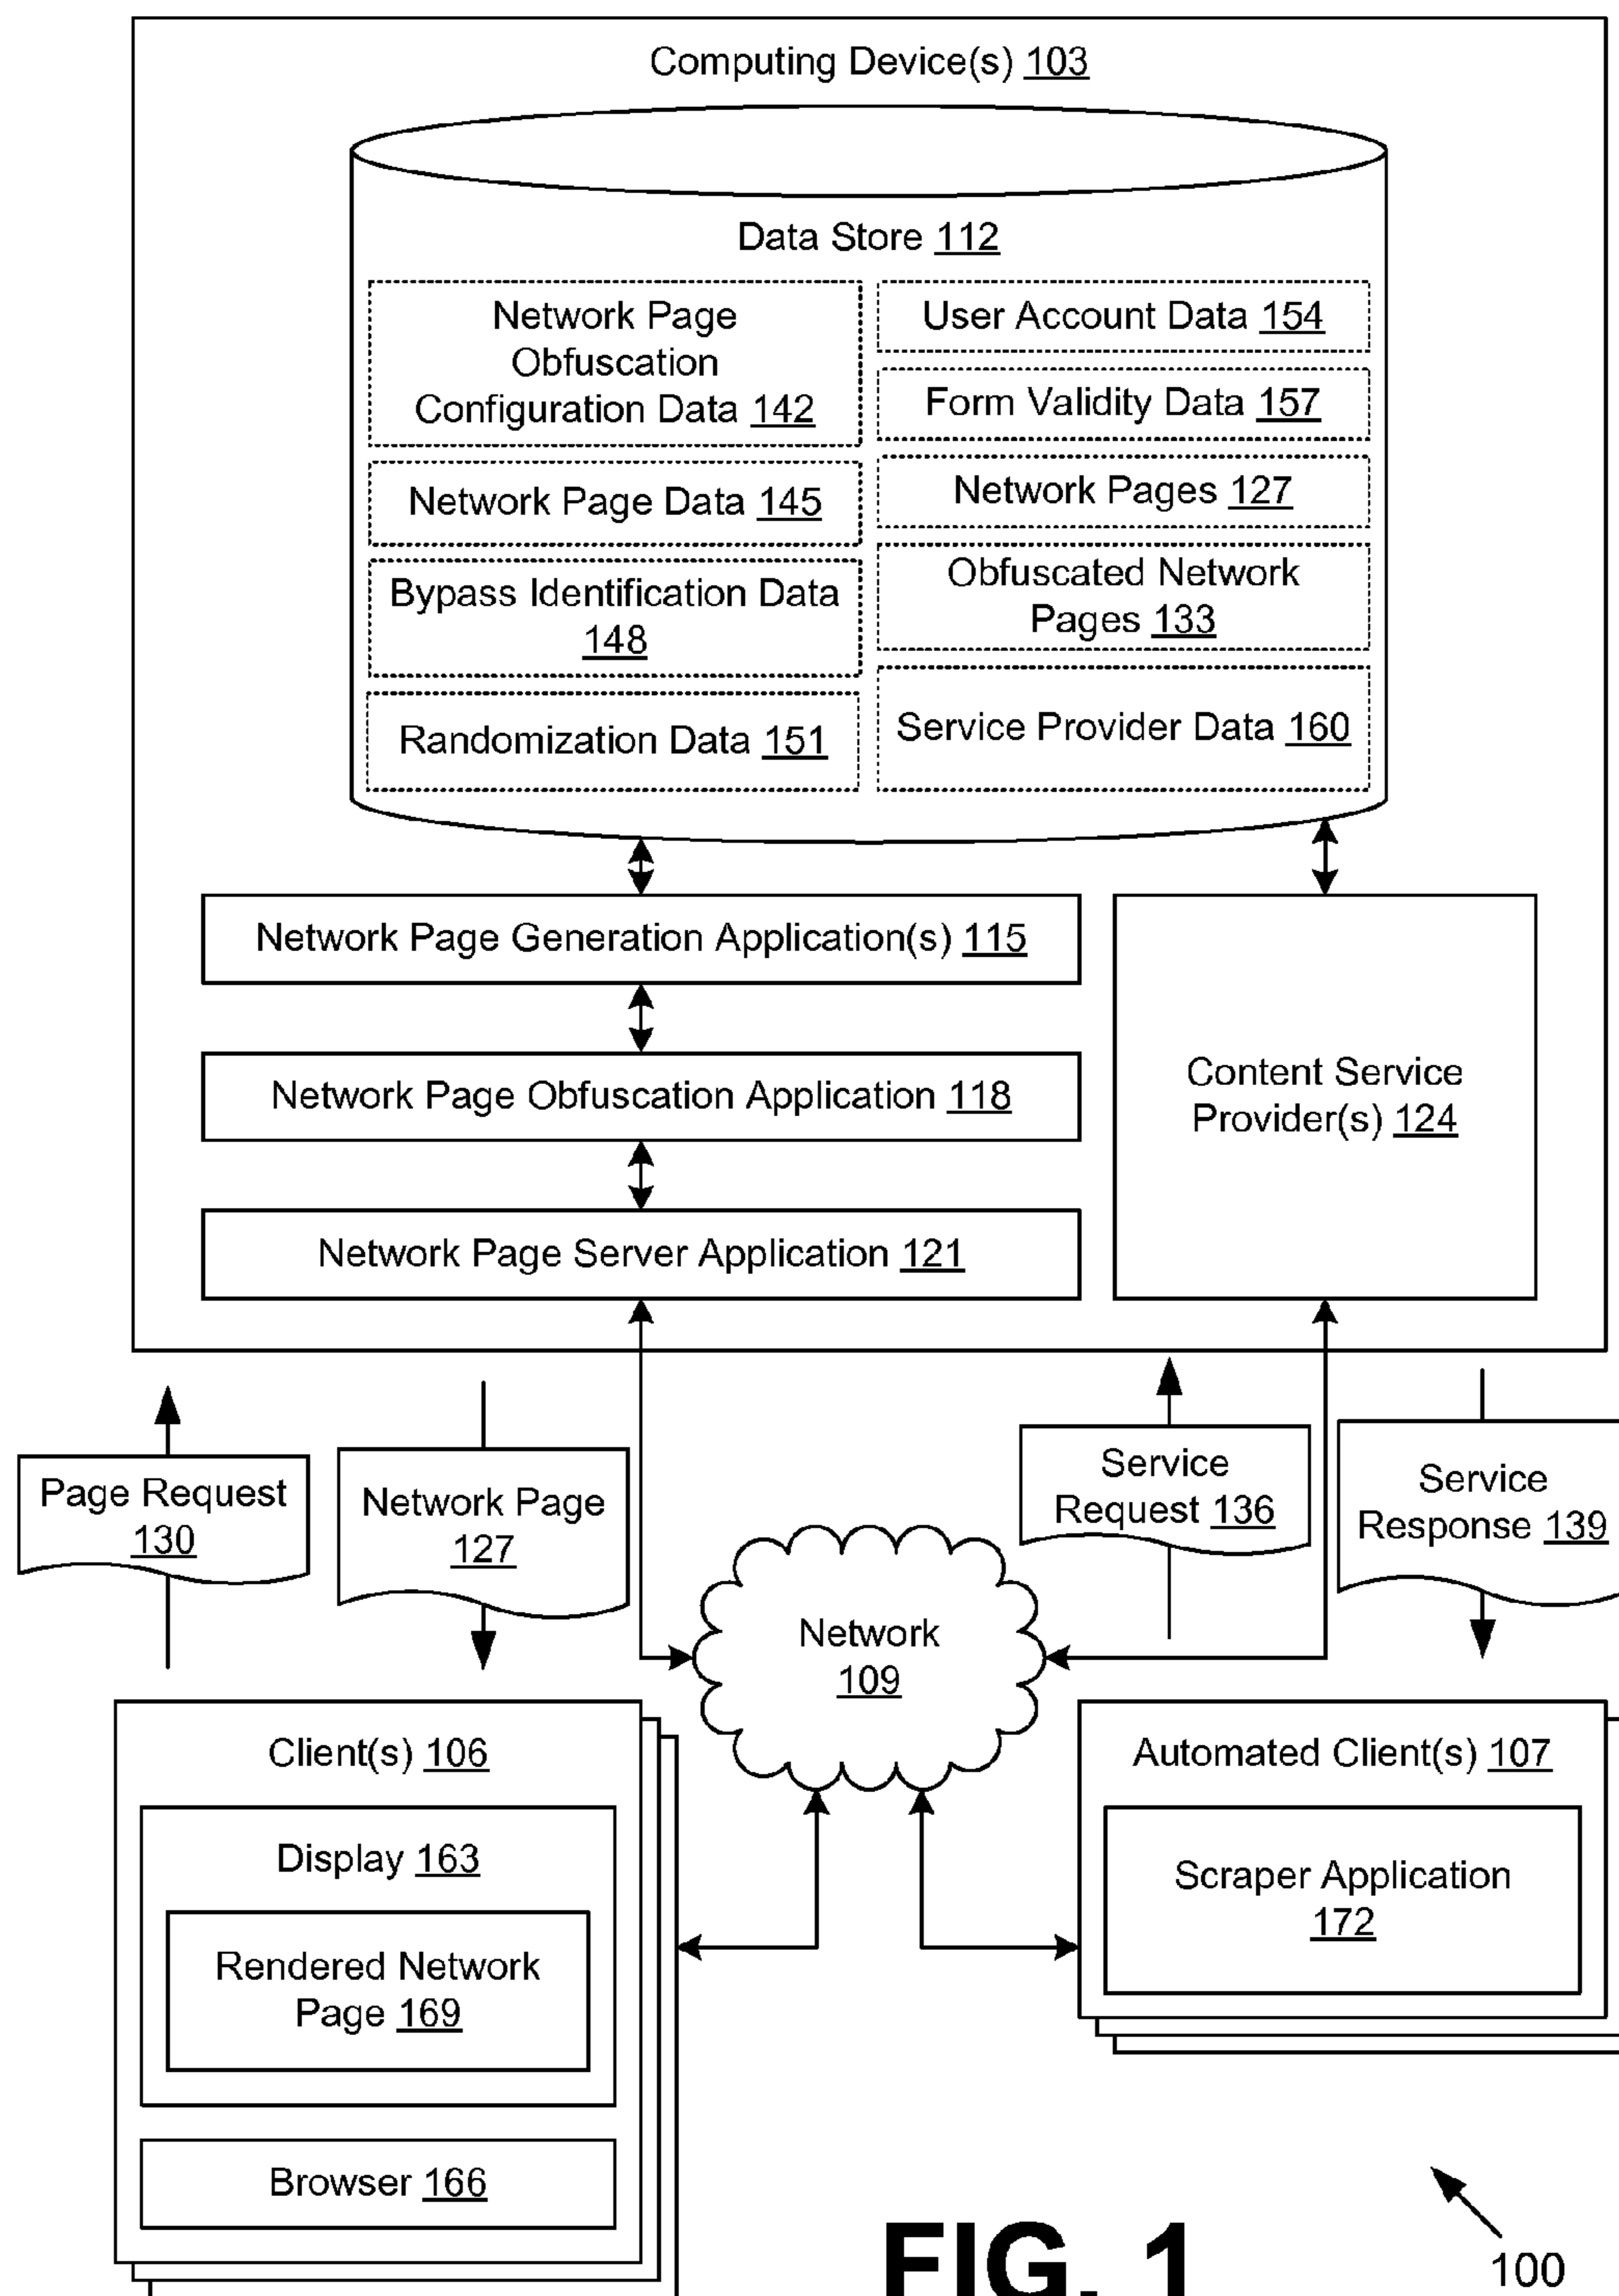 Computing Device(s) 103
Data Store 112
Network Page
Obfuscation
Configuration Data 142
Network Page Data 145
Bypass Identification Data
148
Randomization Data 151
User Account Data 154
Form Validity Data 157
Network Pages 127
Obfuscated Network
Pages 133
Service Provider Data 160
Network Page Generation Application(s) 115
Network Page Obfuscation Application 118
Network Page Server Application 121
Content Service
Provider(s) 124
Page Request
130
Network Page
127
Service
Request 136
Service
Response 139
Network
109
Client(s) 106
Display 163
Rendered Network
Page 169
Browser 166
Automated Client(s) 107
Scraper Application
172
FIG. 1
100